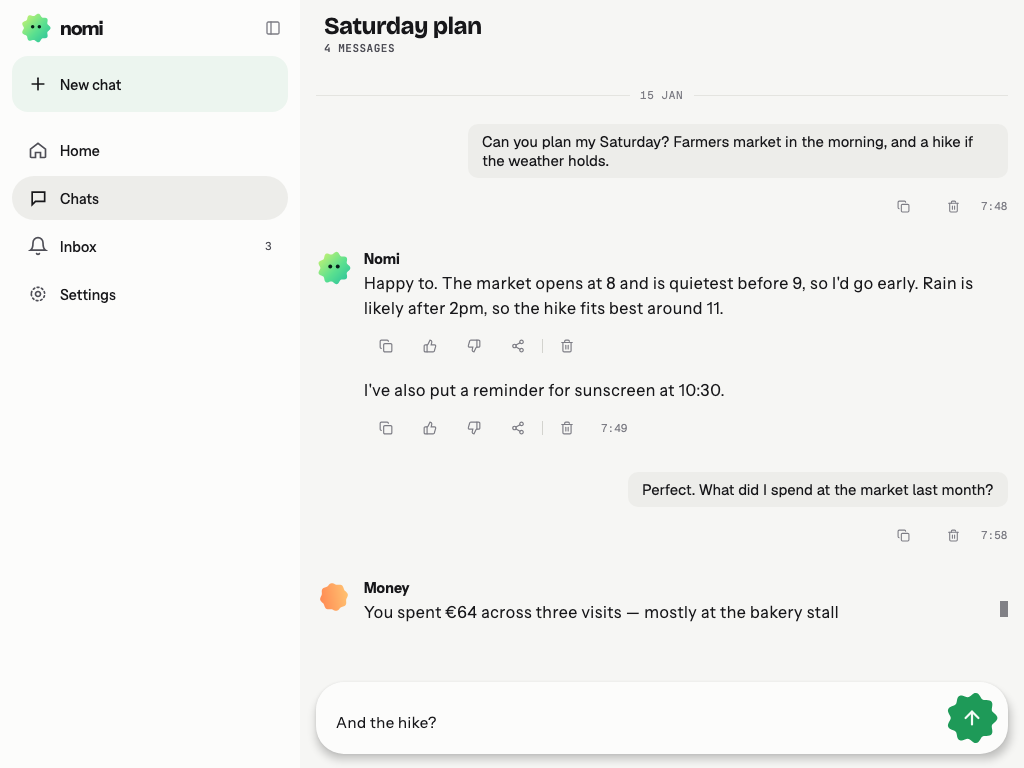 nomi
New chat
Home
Chats
Inbox
3
Settings
Saturday plan
4 MESSAGES
15 JAN
Can you plan my Saturday? Farmers market in the morning, and a hike if
the weather holds.
7:48
Nomi
Happy to. The market opens at 8 and is quietest before 9, so I'd go early. Rain is
likely after 2pm, so the hike fits best around 11.
I've also put a reminder for sunscreen at 10:30.
7:49
Perfect. What did I spend at the market last month?
7:58
Money
You spent €64 across three visits — mostly at the bakery stall
And the hike?